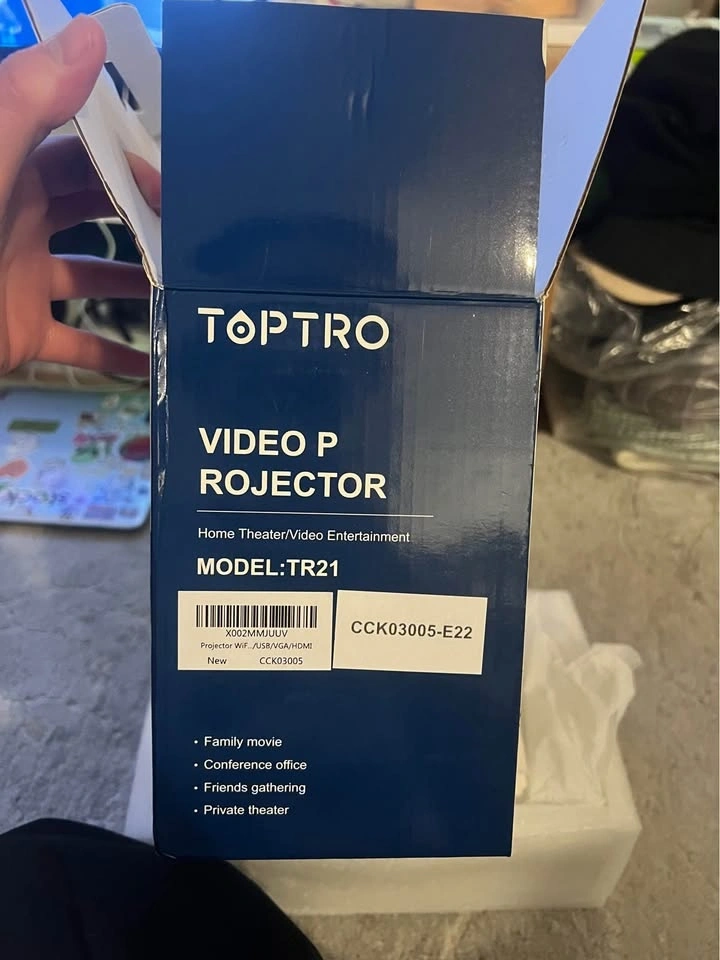 TOPTRO
VIDEO P
ROJECTOR
Home Theater/Video Entertainment
MODEL:TR21
X002MMJUUV
Projector WiF.../USB/VGA/HDMI
New CCK03005
CCK03005-E22
• Family movie
• Conference office
• Friends gathering
• Private theater